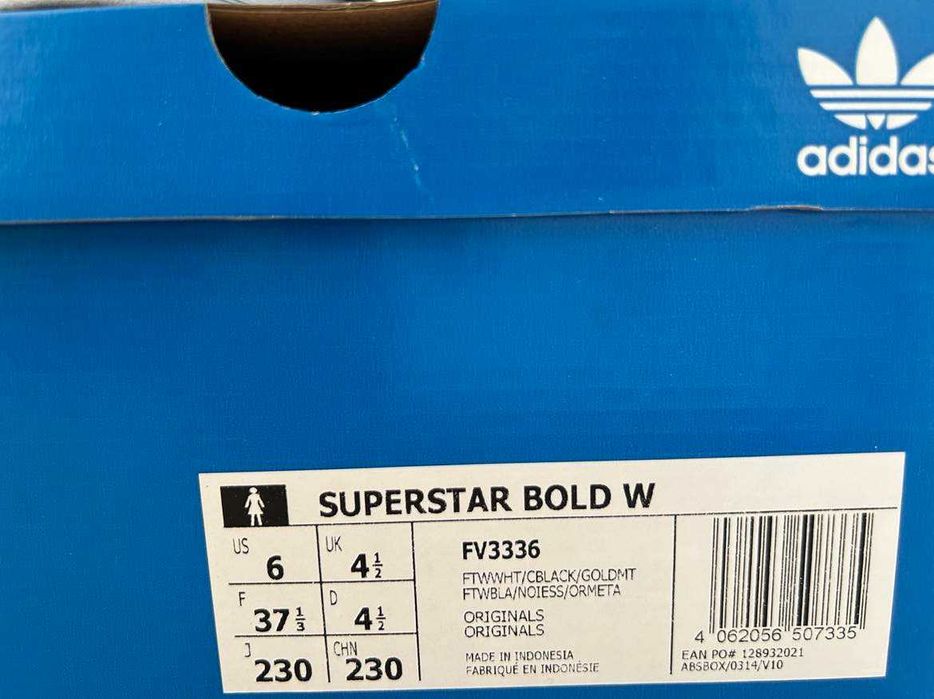 adidas
SUPERSTAR BOLD W
US 6 UK 4½
F 37⅓ D 4½
J 230 CHN 230
FV3336
FTWWHT/CBLACK/GOLDMT
FTWBLA/NOIESS/ORMETA
ORIGINALS
ORIGINALS
MADE IN INDONESIA
FABRIQUÉ EN INDONÉSIE
4 062056 507335
EAN PO# 128932021
ABSBOX/0314/V10